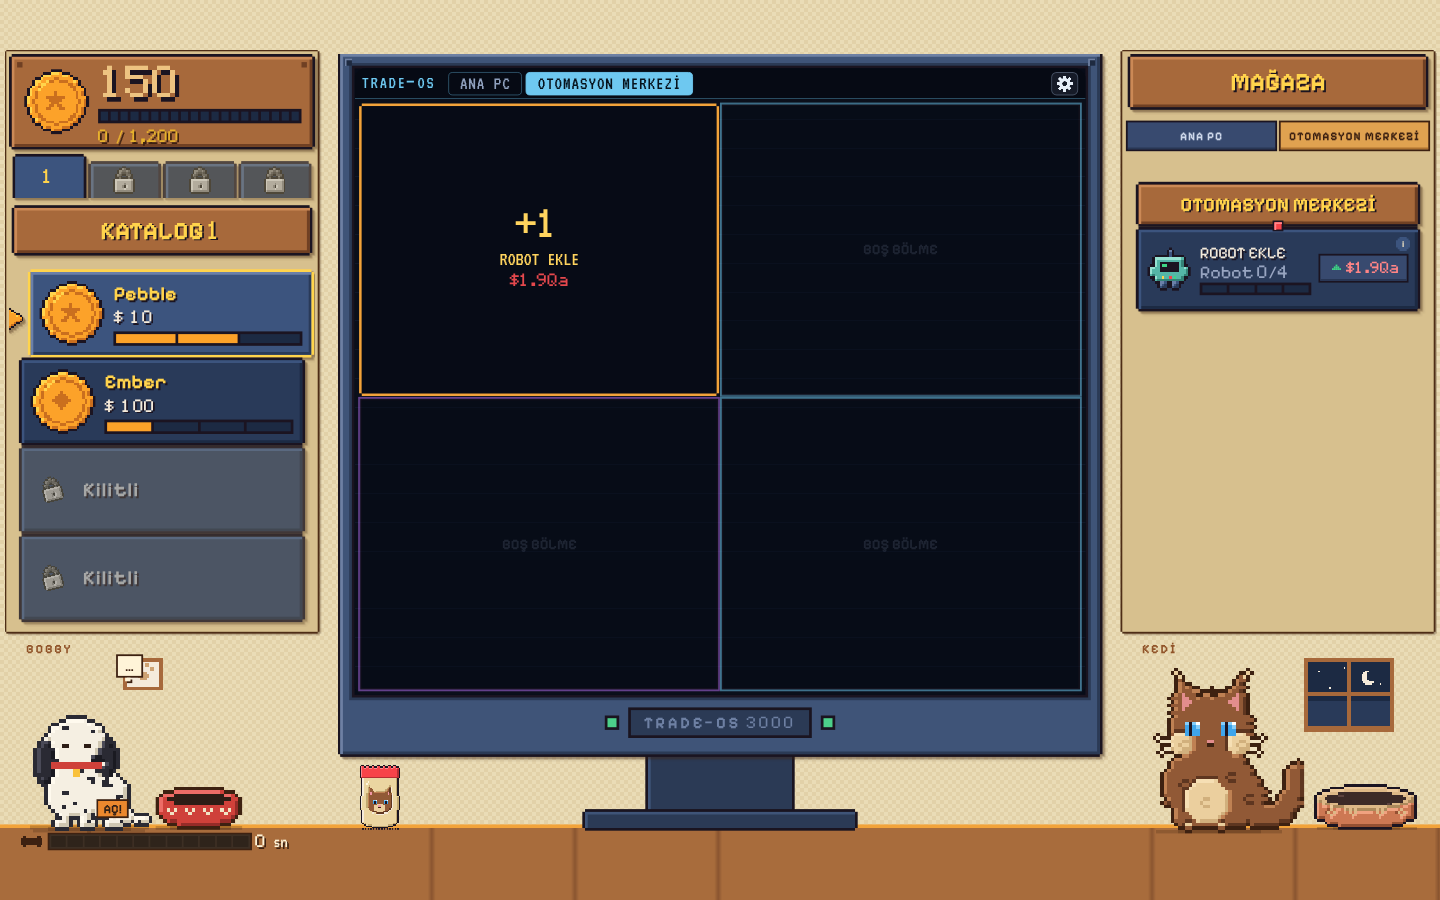 150
0 / 1,200
1
KATALOG 1
Pebble
$ 10
Ember
$ 100
Kilitli
Kilitli
BOBBY
...
AÇ!
0 sn
TRADE-OS
ANA PC
OTOMASYON MERKEZİ
+1
ROBOT EKLE
$1.9Qa
BOŞ BÖLME
BOŞ BÖLME
BOŞ BÖLME
TRADE-OS 3000
MAĞAZA
ANA PC
OTOMASYON MERKEZİ
OTOMASYON MERKEZİ
ROBOT EKLE
Robot 0/4
$1.9Qa
i
KEDİ